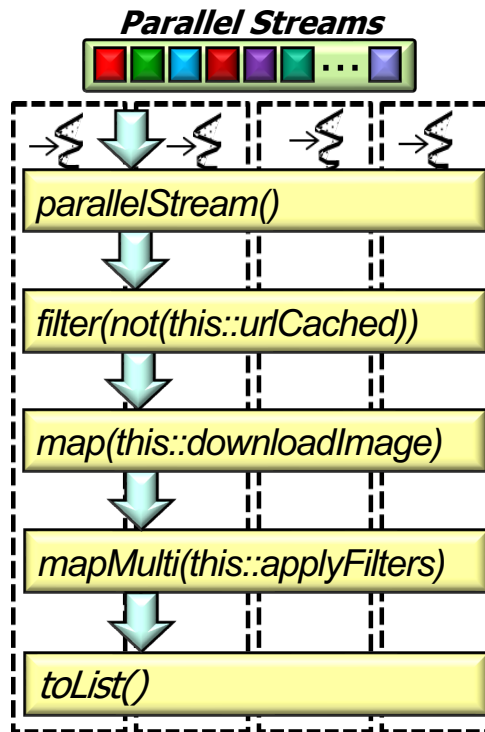 Parallel Streams
...
parallelStream()
filter(not(this::urlCached))
map(this::downloadImage)
mapMulti(this::applyFilters)
toList()